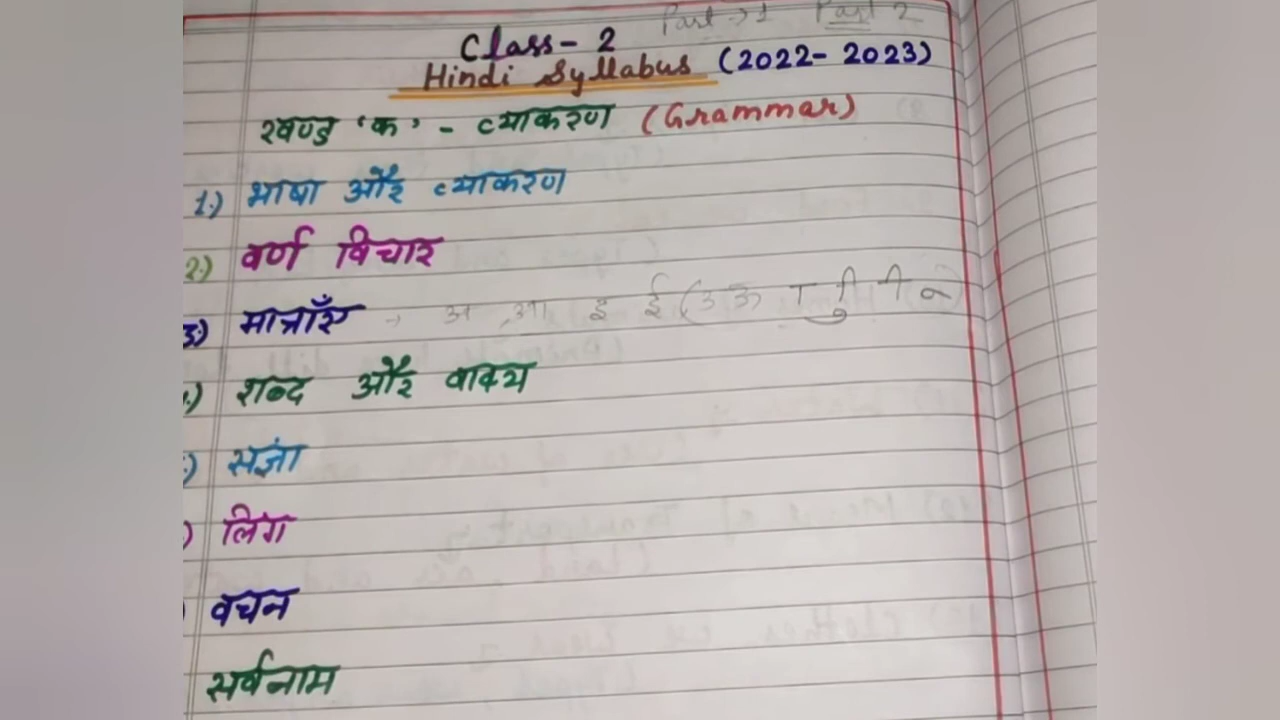 Part → 1 Part 2
Class - 2
Hindi Syllabus (2022 - 2023)
खण्ड 'क' - व्याकरण (Grammar)
1.) भाषा और व्याकरण
2.) वर्ण विचार
3.) मात्राएँ → अ आ इ ई (उ ऊ
.) शब्द और वाक्य
) संज्ञा
) लिंग
वचन
सर्वनाम